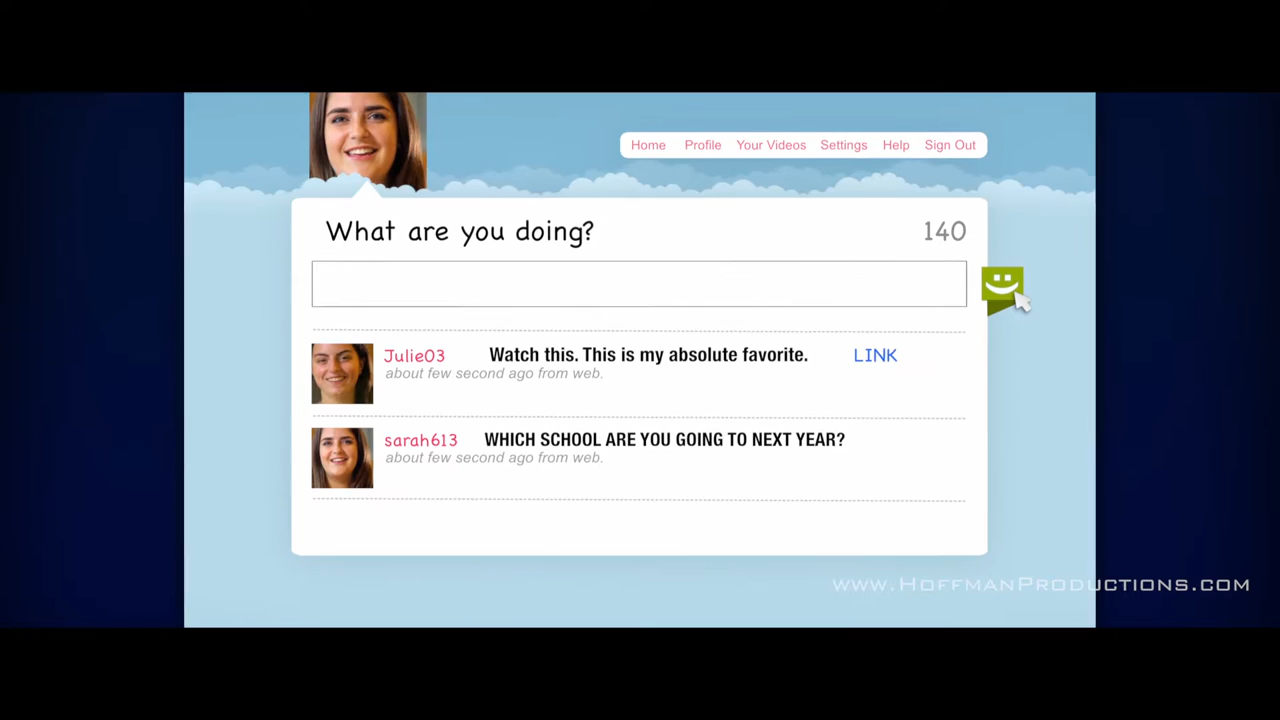 Home Profile Your Videos Settings Help Sign Out
What are you doing? 140
Julie03 Watch this. This is my absolute favorite. LINK
about few second ago from web.
sarah613 WHICH SCHOOL ARE YOU GOING TO NEXT YEAR?
about few second ago from web.
www.HoffmanProductions.com